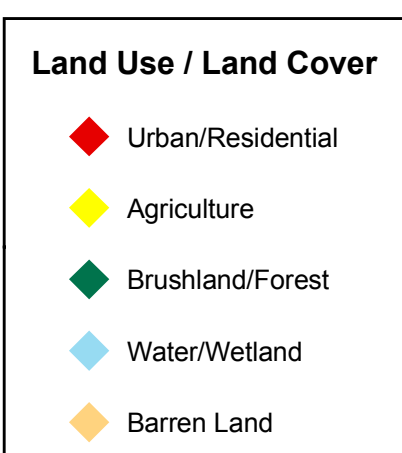 Land Use / Land Cover
Urban/Residential
Agriculture
Brushland/Forest
Water/Wetland
Barren Land